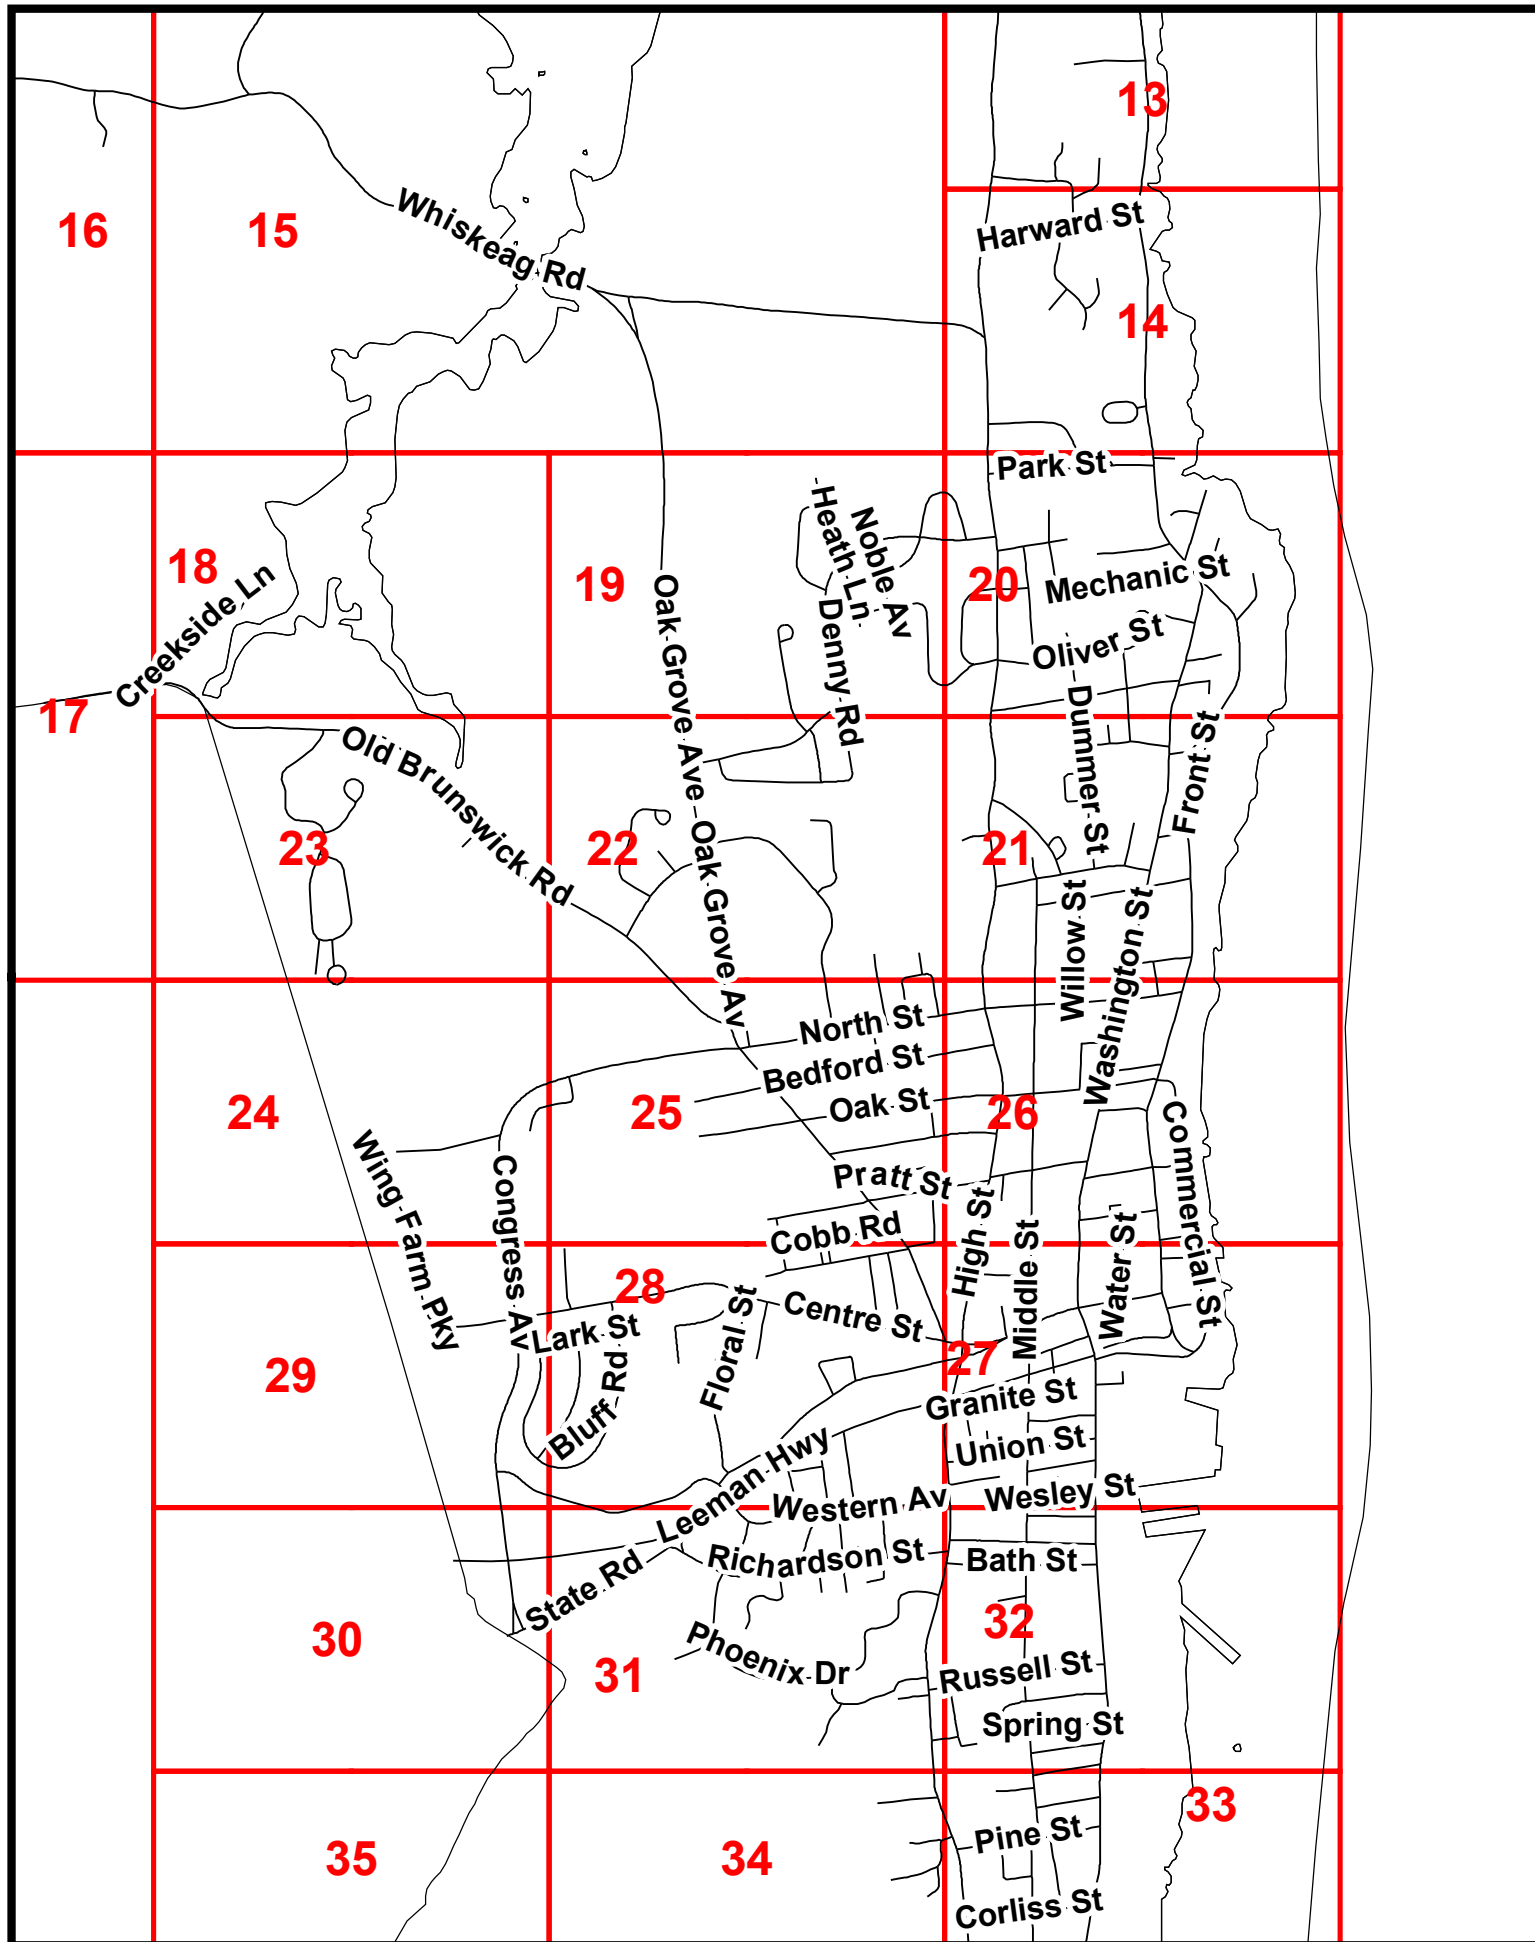 13
Harward St
16
15
Whiskeag Rd
14
Park St
Heath Ln
Noble Av
18
19
20
Mechanic St
Creekside Ln
Oak Grove Ave
Denny Rd
Oliver St
17
Old Brunswick Rd
Dummer St
Front St
23
22
Oak Grove Av
21
Willow St
Washington St
North St
Bedford St
24
25
Oak St
26
Wing Farm Pky
Congress Av
Pratt St
Commercial St
Cobb Rd
High St
Middle St
Water St
28
Lark St
Floral St
Centre St
29
Bluff Rd
27
Granite St
Leeman Hwy
Union St
Western Av
Wesley St
State Rd
Richardson St
Bath St
30
31
Phoenix Dr
32
Russell St
Spring St
33
35
34
Pine St
Corliss St